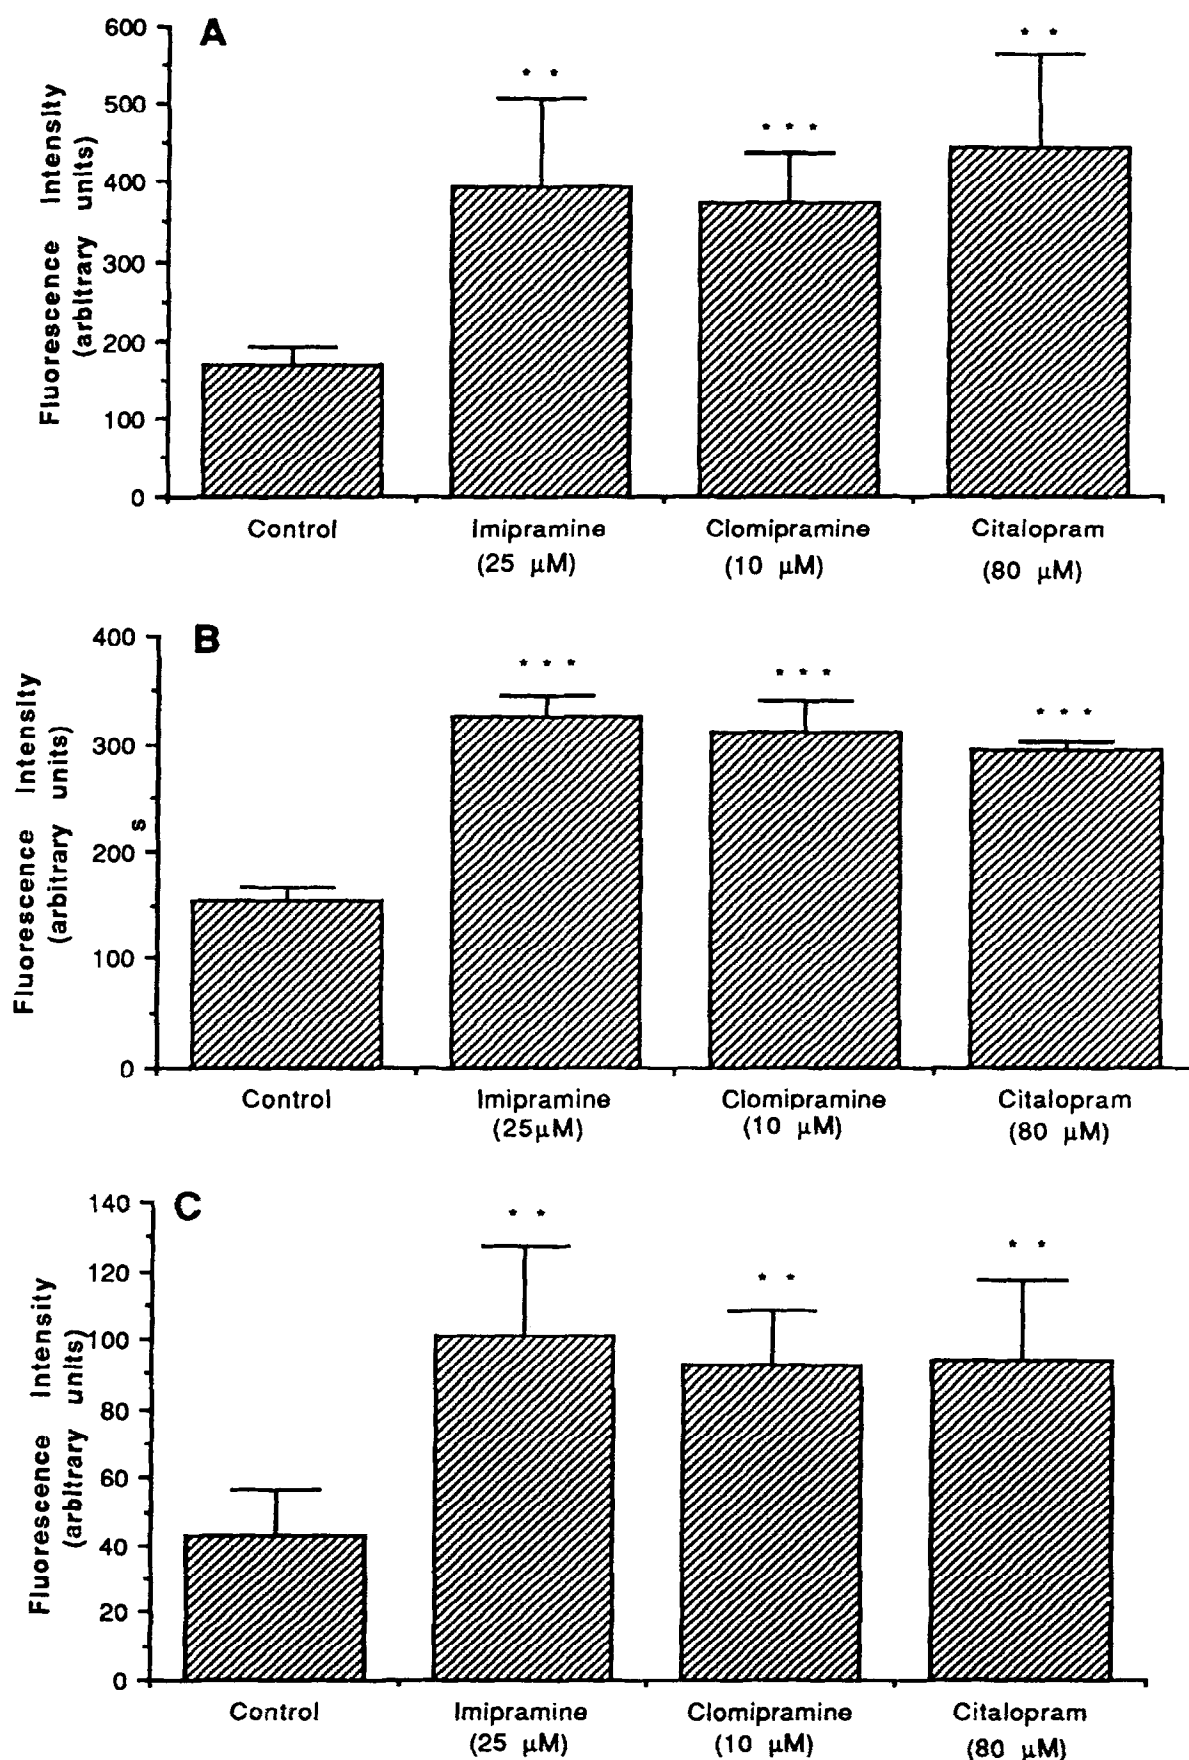 A
600
500
400
300
200
100
0
Fluorescence Intensity
(arbitrary units)
* *
* * *
* *
Control
Imipramine
(25 μM)
Clomipramine
(10 μM)
Citalopram
(80 μM)
B
400
300
s
200
100
0
Fluorescence Intensity
(arbitrary units)
* * *
* * *
* * *
Control
Imipramine
(25μM)
Clomipramine
(10 μM)
Citalopram
(80 μM)
C
140
120
100
80
60
40
20
0
Fluorescence Intensity
(arbitrary units)
* *
* *
* *
Control
Imipramine
(25 μM)
Clomipramine
(10 μM)
Citalopram
(80 μM)